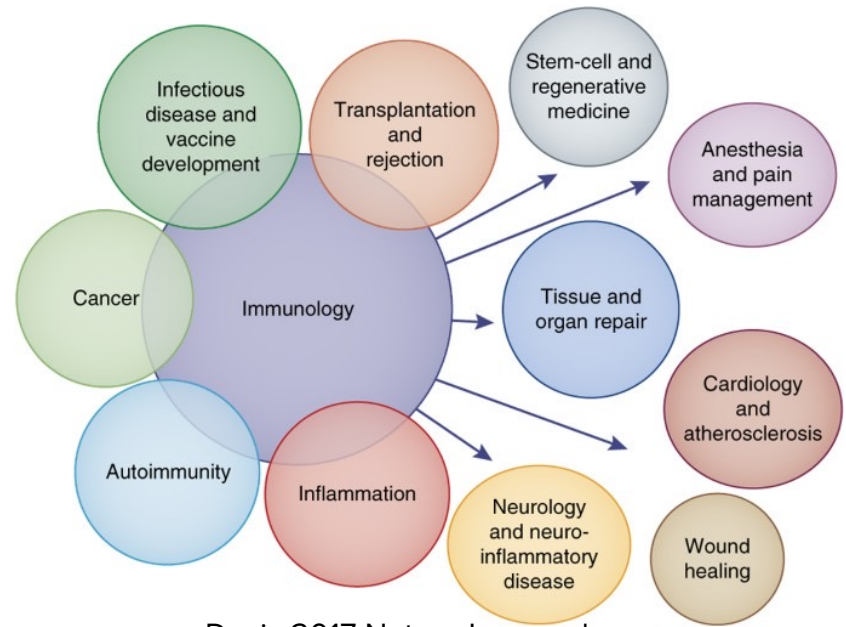 Infectious
disease and
vaccine
development
Transplantation
and
rejection
Stem-cell and
regenerative
medicine
Anesthesia
and pain
management
Cancer
Immunology
Tissue and
organ repair
Cardiology
and
atherosclerosis
Autoimmunity
Inflammation
Neurology
and neuro-
inflammatory
disease
Wound
healing
2017